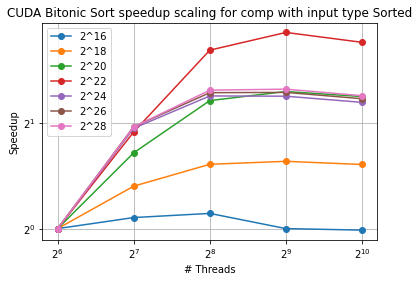 CUDA Bitonic Sort speedup scaling for comp with input type Sorted
2^16
2^18
2^20
2^22
2^24
2^26
2^28
Speedup
2^1
2^0
2^6 2^7 2^8 2^9 2^10
# Threads